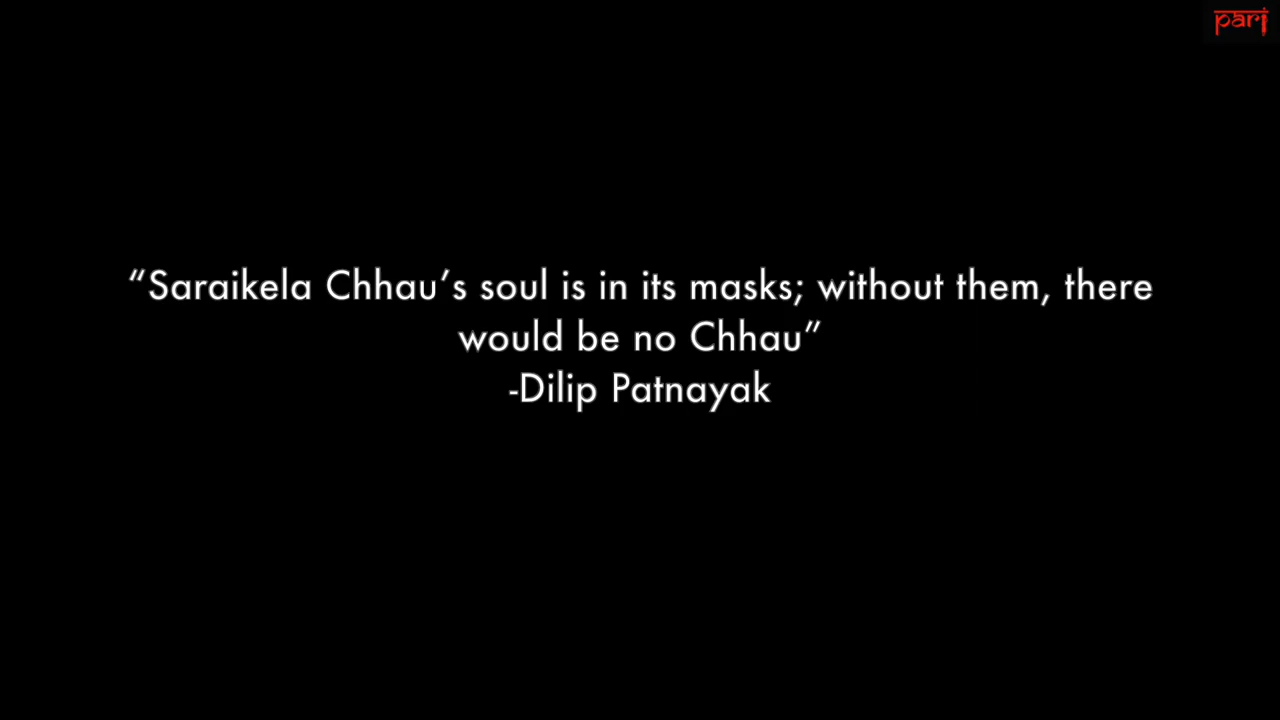 pari
“Saraikela Chhau’s soul is in its masks; without them, there
would be no Chhau”
-Dilip Patnayak